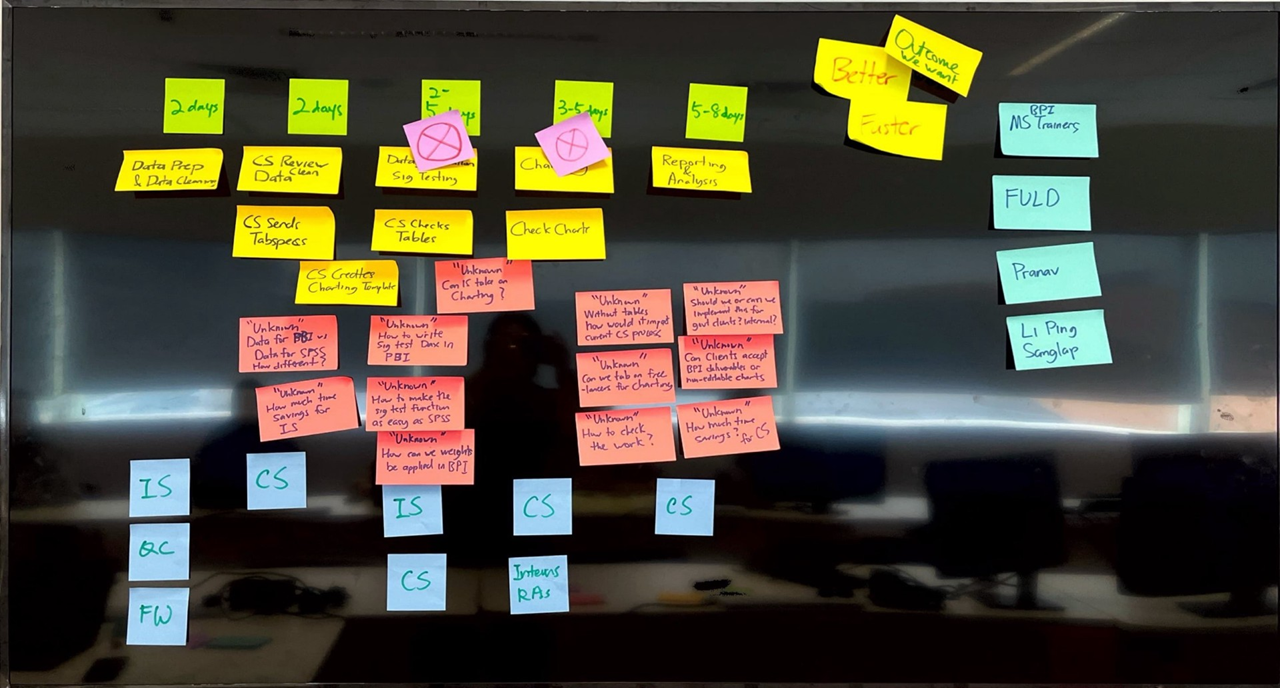 Outcome
We want
Better
Faster
2 days
2 days
2-
5 days
3-5 days
5-8 days
BPI
MS Trainers
Data Prep
& Data Cleaning
CS Review
Clean
Data
Data
Sig Testing
Cha
Reporting
&
Analysis
FULD
CS Sends
Tabspecs
CS Checks
Tables
Check Charts
Pranav
CS Creates
Charting Template
"Unknown"
Can IS take on
Charting ?
"Unknown"
Without tables
how would it impact
current CS process
"Unknown"
Should we or can we
implement this for
govt clients? Internal?
Li Ping
Sanglap
"Unknown"
Data for PBI v/
Data for SPSS
How different?
"Unknown"
How to write
Sig test Dax in
PBI
"Unknown"
Can we tab on free
-lancers for charting
"Unknown"
Can Clients accept
BPI deliverables or
non-editable charts
"Unknown"
How much time
Savings for
IS
"Unknown"
How to make the
sig test function
as easy as SPSS
"Unknown"
How to check
the work?
"Unknown"
How much time
savings? for CS
"Unknown"
How can we weights
be applied in BPI
IS
CS
IS
CS
CS
QC
CS
Interns
RAs
FW